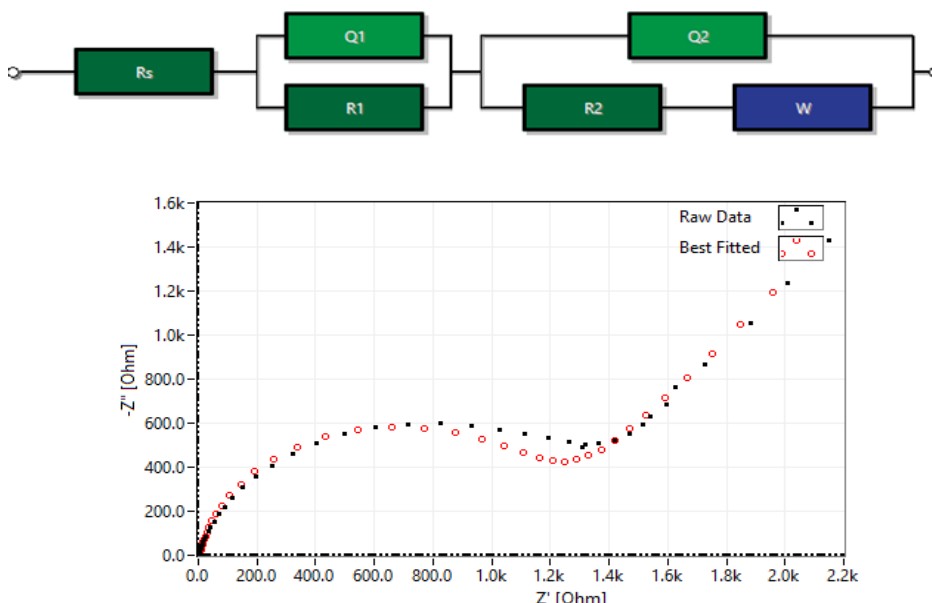 Q1
Q2
Rs
R1
R2
W
1.6k
1.4k
1.2k
1.0k
800.0
600.0
400.0
200.0
0.0
-Z'' [Ohm]
Raw Data
Best Fitted
0.0 200.0 400.0 600.0 800.0 1.0k 1.2k 1.4k 1.6k 1.8k 2.0k 2.2k
Z' [Ohm]